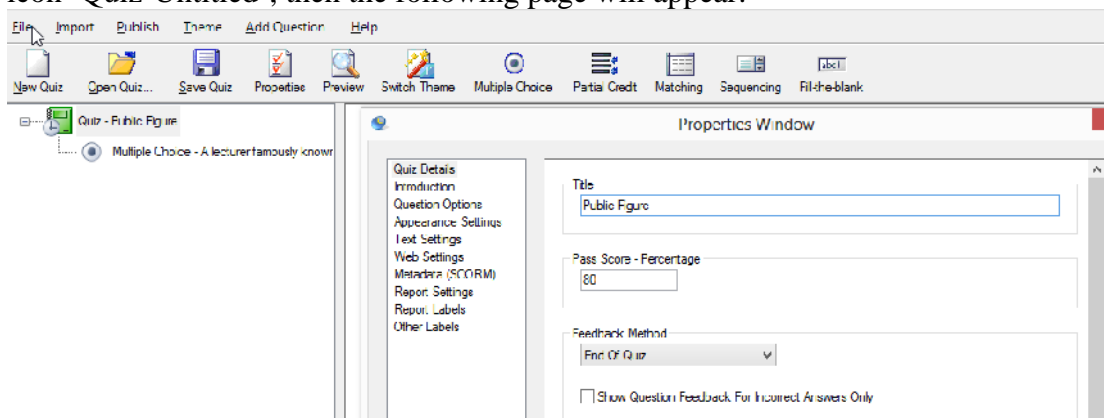 icon "Quiz-Untitled", then the following page will appear.
File Import Publish Theme Add Question Help
New Quiz Open Quiz... Save Quiz Properties Preview Switch Theme Multiple Choice Partial Credit Matching Sequencing Fill-the-blank
Quiz - Public Figure
Multiple Choice - A lecturer famously known
Properties Window
Quiz Details
Introduction
Question Options
Appearance Settings
Text Settings
Web Settings
Metadata (SCORM)
Report Settings
Report Labels
Other Labels
Title
Public Figure
Pass Score - Percentage
80
Feedback Method
End Of Quiz
Show Question Feedback For Incorrect Answers Only